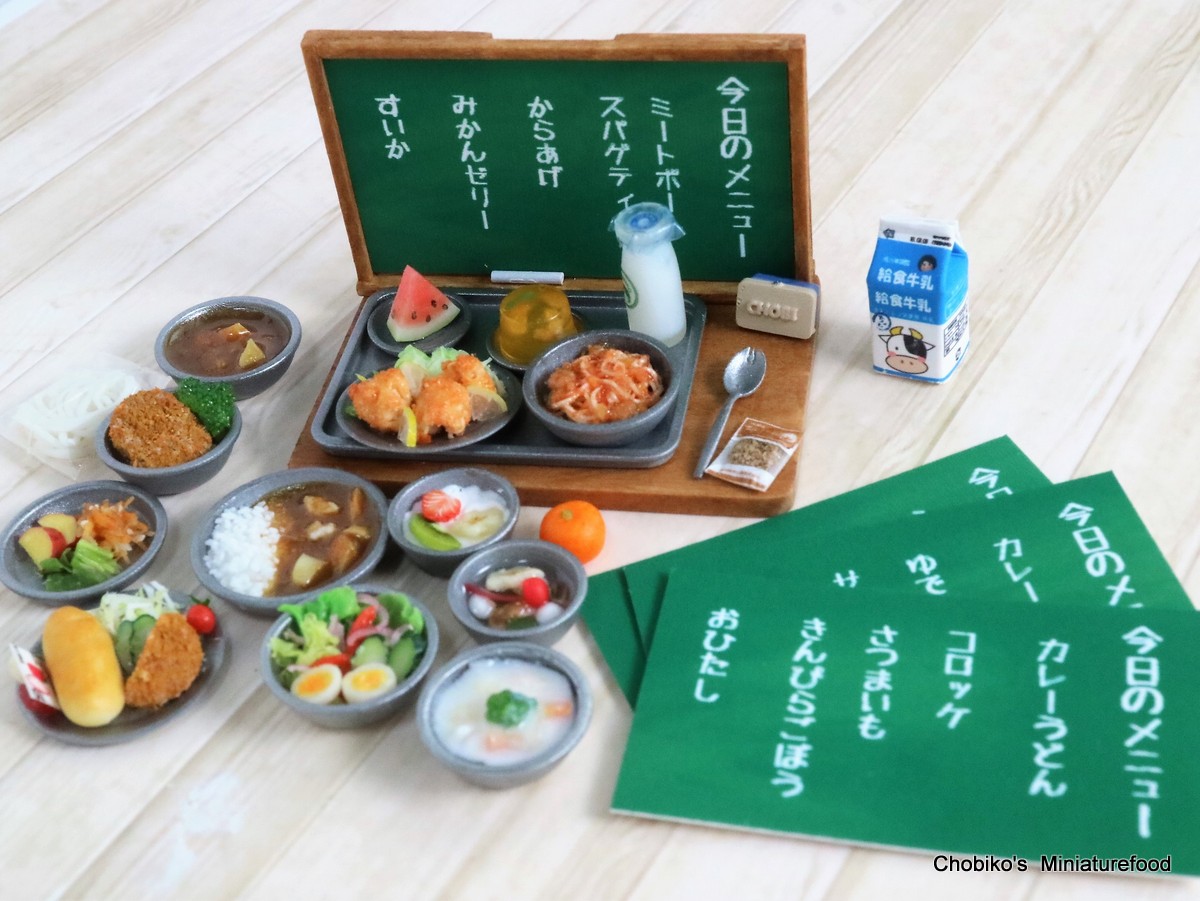 今日のメニュー
ミートボー
スパゲティ
からあげ
みかんゼリー
すいか
CHOBI
給食牛乳
給食牛乳
今日のメ
カレー
ゆで
サ
今日のメニュー
カレーうどん
コロッケ
さつまいも
きんぴらごぼう
おひたし
Chobiko's Miniaturefood